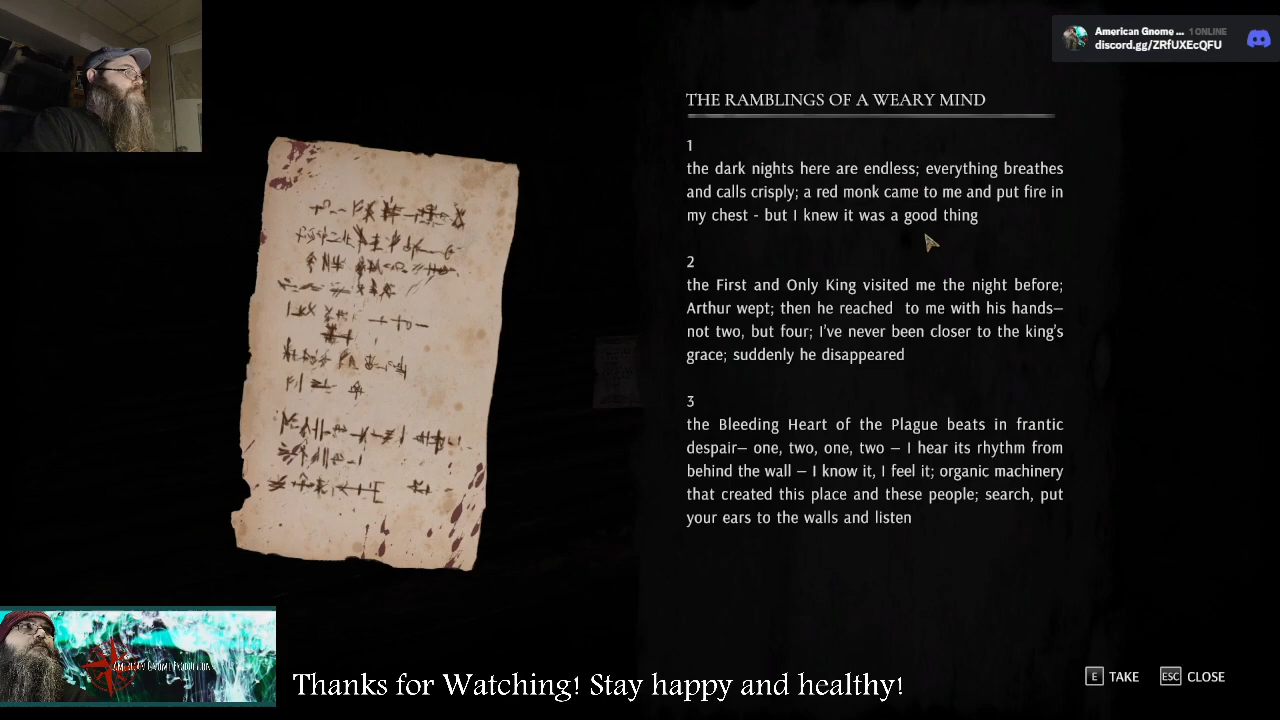 American Gnome ... 1 ONLINE
discord.gg/ZRfUXEcQFU
THE RAMBLINGS OF A WEARY MIND
1
the dark nights here are endless; everything breathes
and calls crisply; a red monk came to me and put fire in
my chest - but I knew it was a good thing
2
the First and Only King visited me the night before;
Arthur wept; then he reached to me with his hands—
not two, but four; I've never been closer to the king's
grace; suddenly he disappeared
3
the Bleeding Heart of the Plague beats in frantic
despair— one, two, one, two — I hear its rhythm from
behind the wall — I know it, I feel it; organic machinery
that created this place and these people; search, put
your ears to the walls and listen
American Gnome Productions
Thanks for Watching! Stay happy and healthy!
E TAKE ESC CLOSE